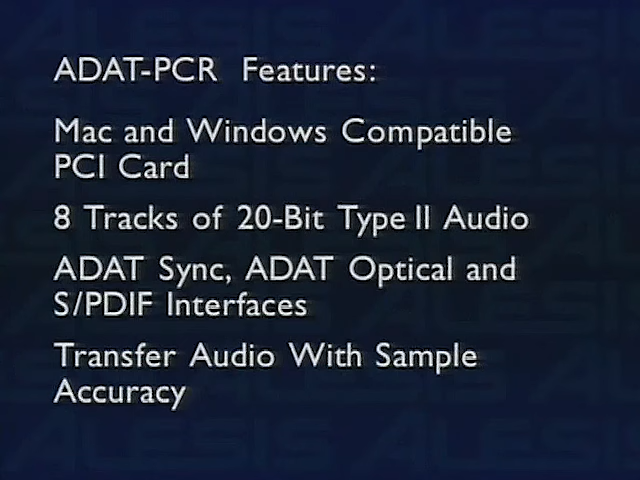 ADAT-PCR Features:
Mac and Windows Compatible
PCI Card
8 Tracks of 20-Bit Type II Audio
ADAT Sync, ADAT Optical and
S/PDIF Interfaces
Transfer Audio With Sample
Accuracy